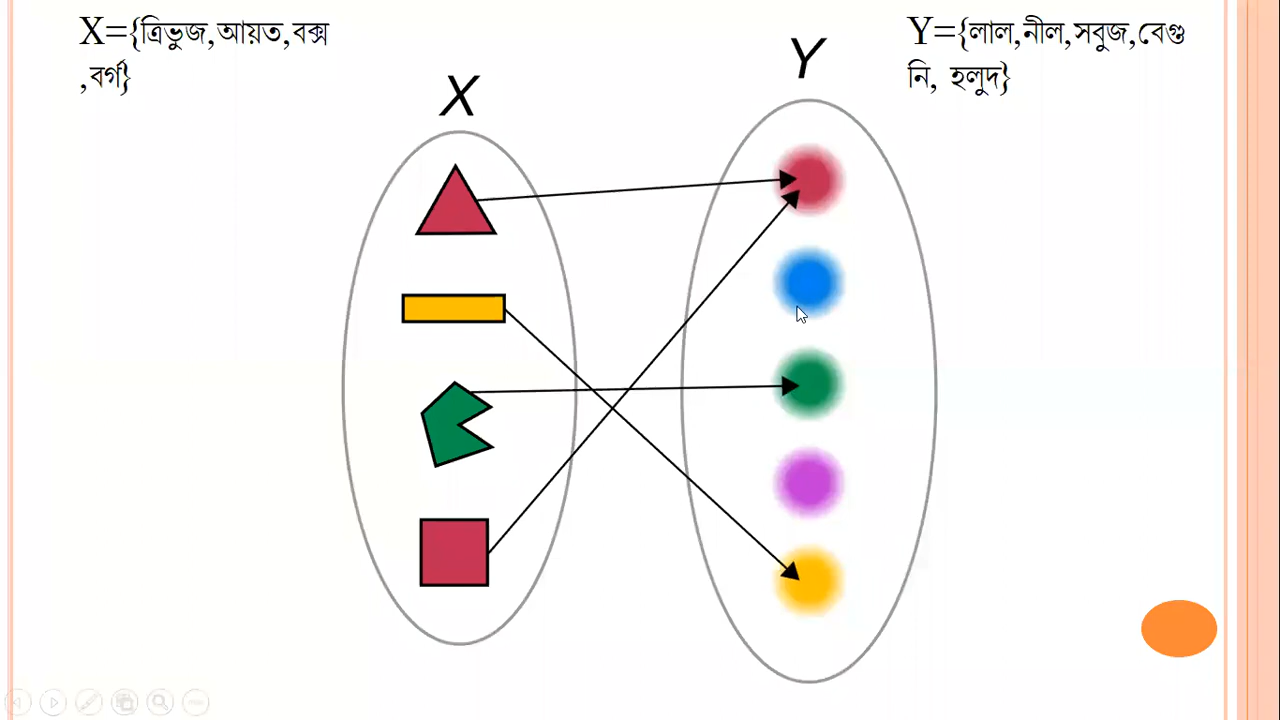 X={ত্রিভুজ,আয়ত,বক্স
,বর্গ}
Y={লাল,নীল,সবুজ,বেগু
নি, হলুদ}
X
Y